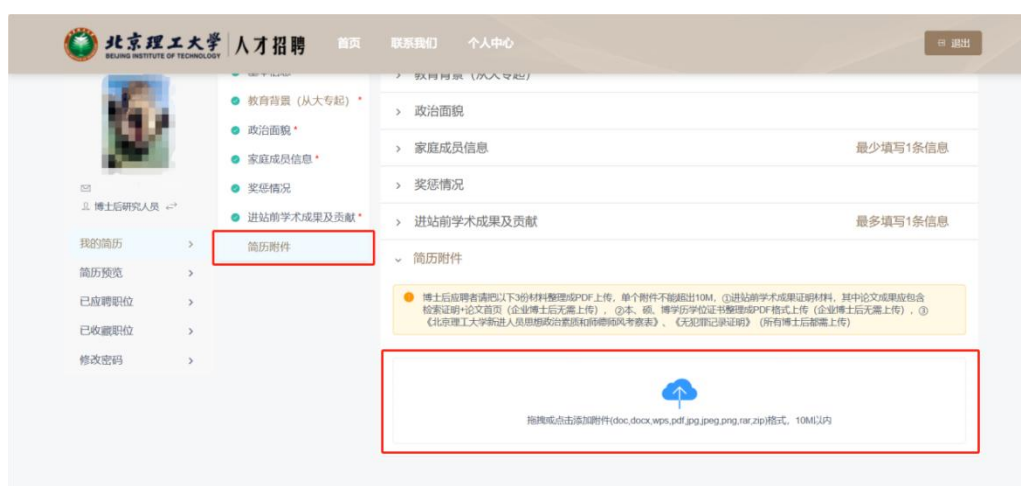 北京理工大学
BEIJING INSTITUTE OF TECHNOLOGY
人才招聘
首页
联系我们
个人中心
退出
博士后研究人员
我的简历
简历预览
已应聘职位
已收藏职位
修改密码
基本信息
教育背景（从大专起）*
政治面貌*
家庭成员信息*
奖惩情况
进站前学术成果及贡献*
简历附件
教育背景（从大专起）
政治面貌
家庭成员信息 最少填写1条信息
奖惩情况
进站前学术成果及贡献 最多填写1条信息
简历附件
博士后应聘者请把以下3份材料整理成PDF上传，单个附件不能超出10M，①进站前学术成果证明材料，其中论文成果应包含
检索证明+论文首页（企业博士后无需上传），②本、硕、博学历学位证书整理成PDF格式上传（企业博士后无需上传），③
《北京理工大学新进人员思想政治素质和师德师风考察表》、《无犯罪记录证明》（所有博士后都需上传）
拖拽或点击添加附件(doc,docx,wps,pdf,jpg,jpeg,png,rar,zip)格式，10M以内